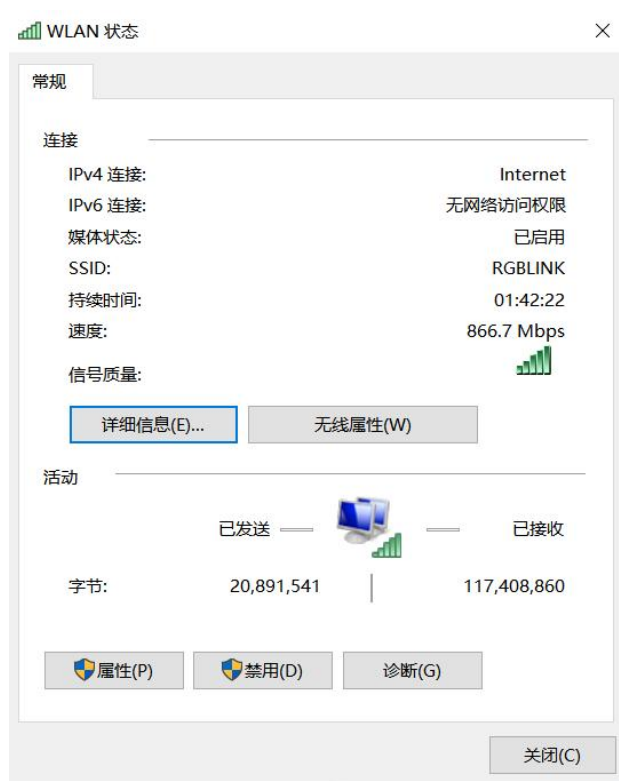 WLAN 状态
常规
连接
IPv4 连接: Internet
IPv6 连接: 无网络访问权限
媒体状态: 已启用
SSID: RGBLINK
持续时间: 01:42:22
速度: 866.7 Mbps
信号质量:
详细信息(E)... 无线属性(W)
活动
已发送 已接收
字节: 20,891,541 117,408,860
属性(P) 禁用(D) 诊断(G)
关闭(C)